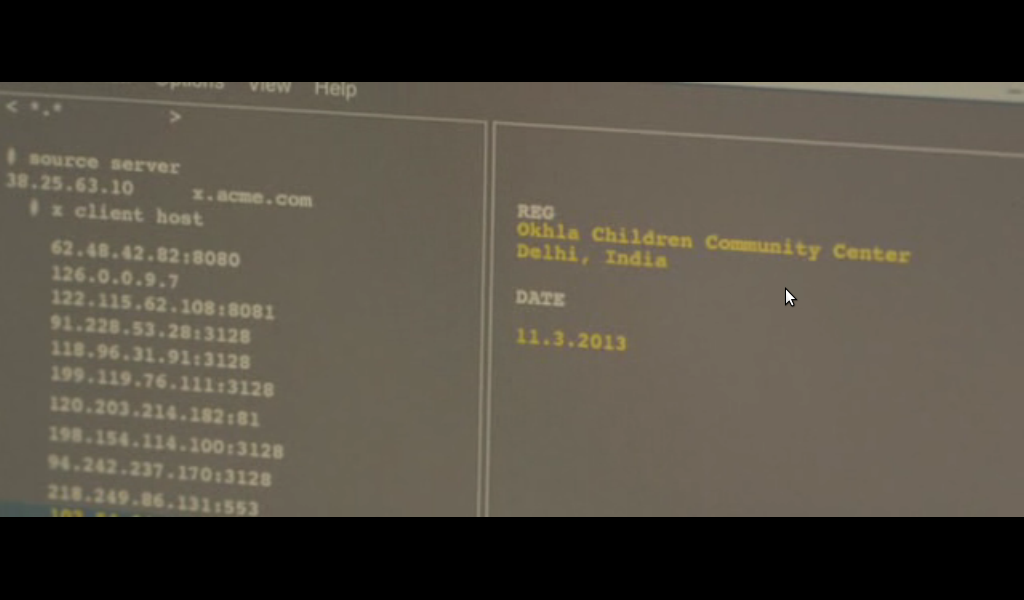 Options View Help
< *.* >
# source server
38.25.63.10 x.acme.com
# x client host
62.48.42.82:8080
126.0.0.9.7
122.115.62.108:8081
91.228.53.28:3128
118.96.31.91:3128
199.119.76.111:3128
120.203.214.182:81
198.154.114.100:3128
94.242.237.170:3128
218.249.86.131:553
REG
Okhla Children Community Center
Delhi, India
DATE
11.3.2013